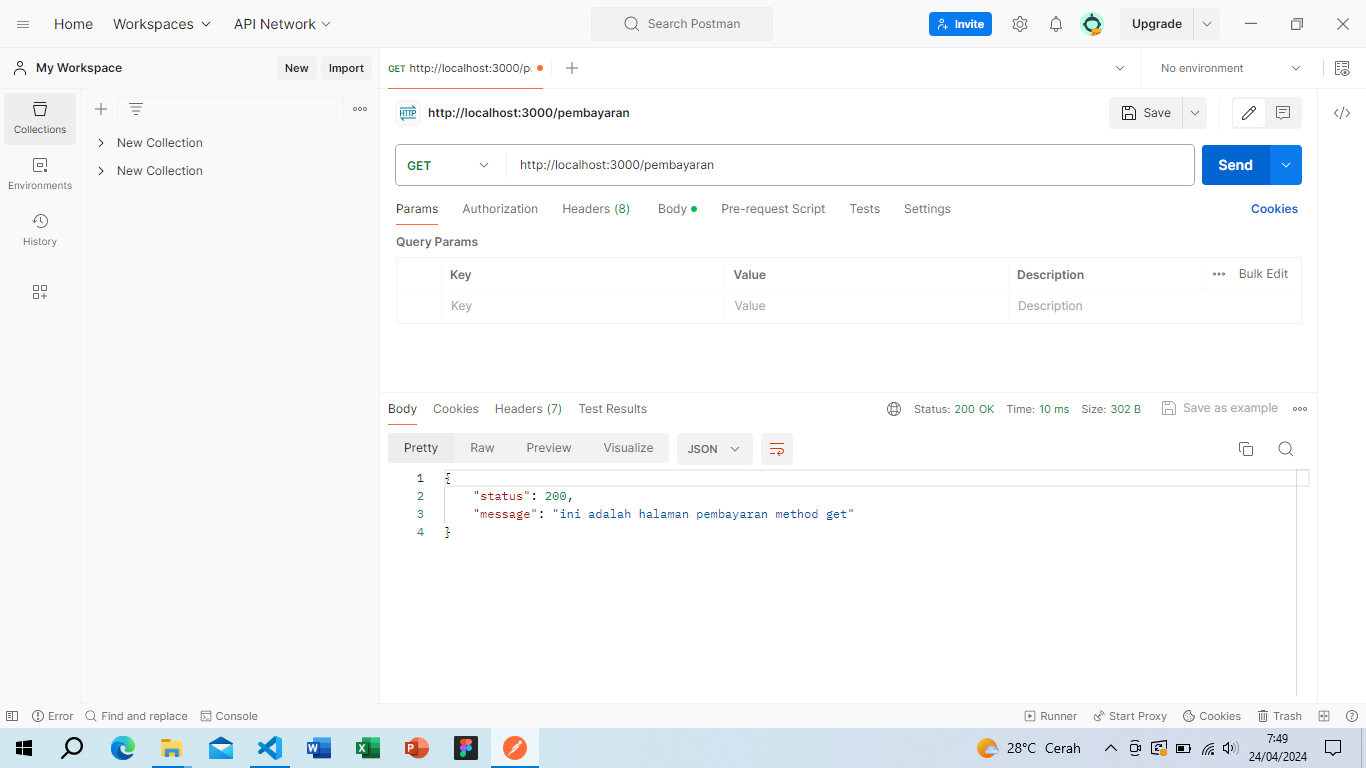 Home Workspaces API Network Search Postman Invite Upgrade
My Workspace New Import GET http://localhost:3000/p No environment
Collections
Environments
History
New Collection
New Collection
HTTP http://localhost:3000/pembayaran Save
GET http://localhost:3000/pembayaran Send
Params Authorization Headers (8) Body Pre-request Script Tests Settings Cookies
Query Params
Key Value Description Bulk Edit
Key Value Description
Body Cookies Headers (7) Test Results Status: 200 OK Time: 10 ms Size: 302 B Save as example
Pretty Raw Preview Visualize JSON
1 {
2 "status": 200,
3 "message": "ini adalah halaman pembayaran method get"
4 }
Error Find and replace Console Runner Start Proxy Cookies Trash
28°C Cerah 7:49
24/04/2024